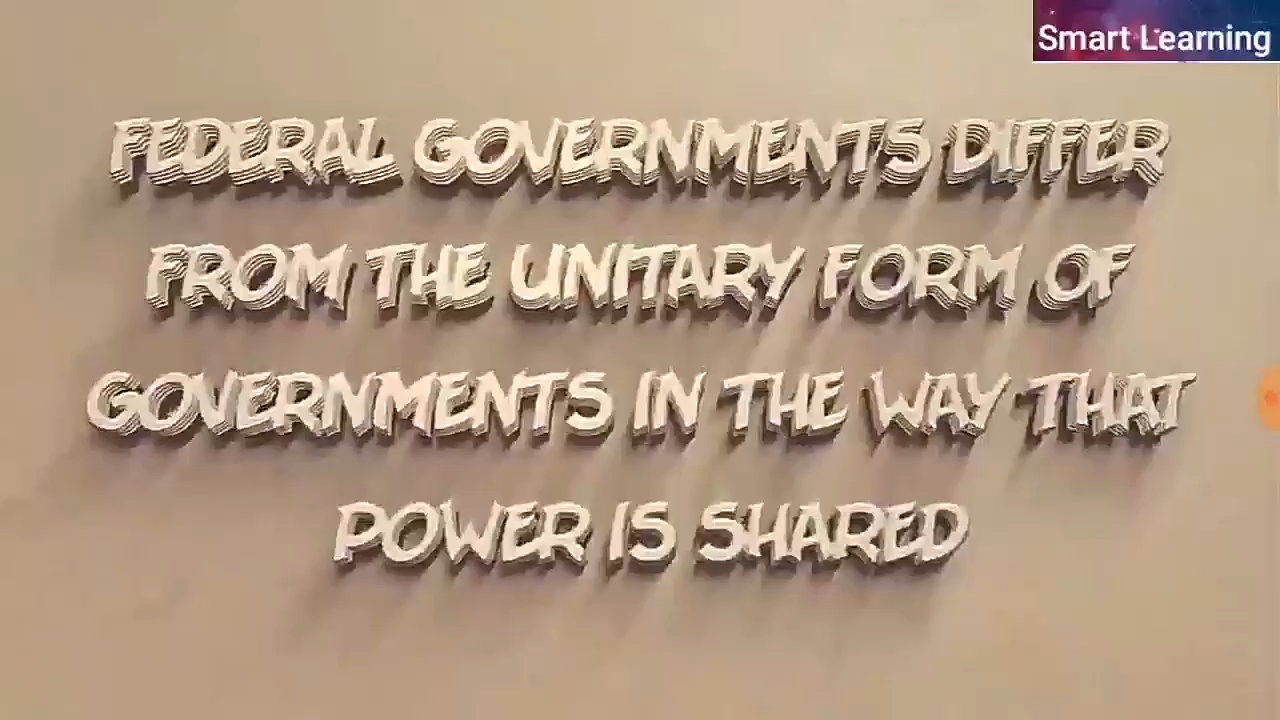 Smart Learning
FEDERAL GOVERNMENTS DIFFER
FROM THE UNITARY FORM OF
GOVERNMENTS IN THE WAY THAT
POWER IS SHARED